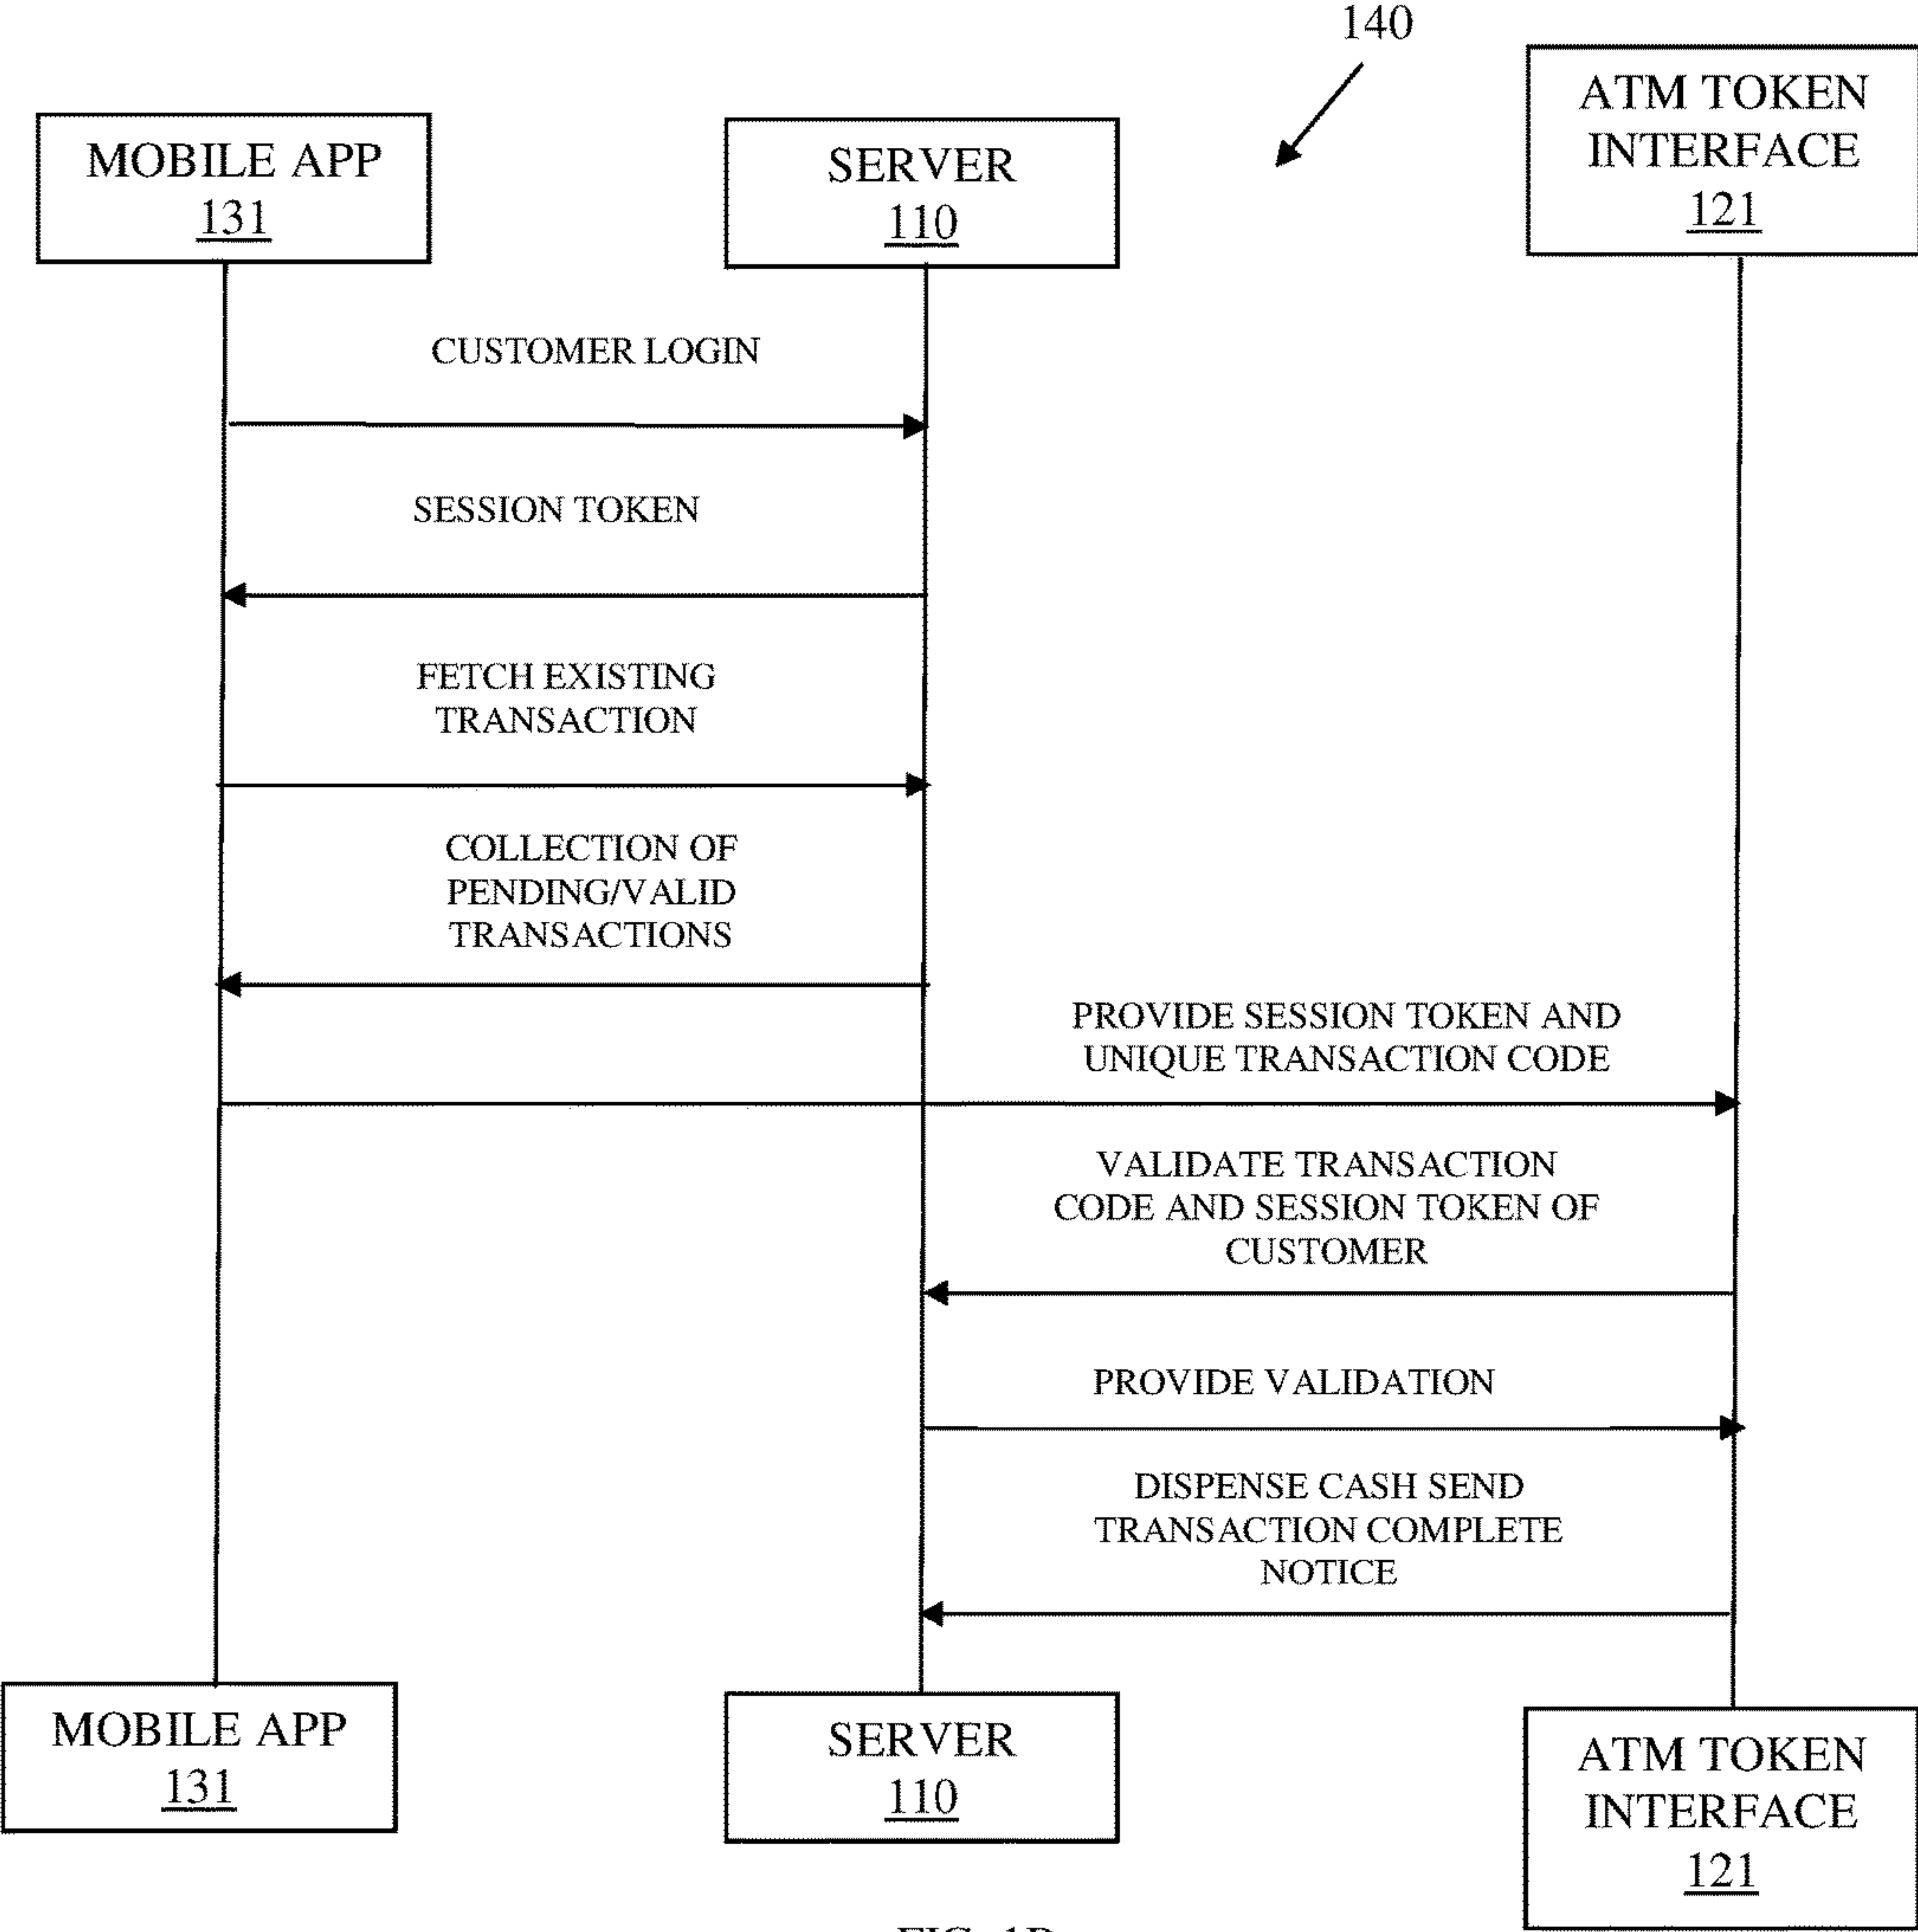 140
MOBILE APP
131
SERVER
110
ATM TOKEN
INTERFACE
121
CUSTOMER LOGIN
SESSION TOKEN
FETCH EXISTING
TRANSACTION
COLLECTION OF
PENDING/VALID
TRANSACTIONS
PROVIDE SESSION TOKEN AND
UNIQUE TRANSACTION CODE
VALIDATE TRANSACTION
CODE AND SESSION TOKEN OF
CUSTOMER
PROVIDE VALIDATION
DISPENSE CASH SEND
TRANSACTION COMPLETE
NOTICE
MOBILE APP
131
SERVER
110
ATM TOKEN
INTERFACE
121